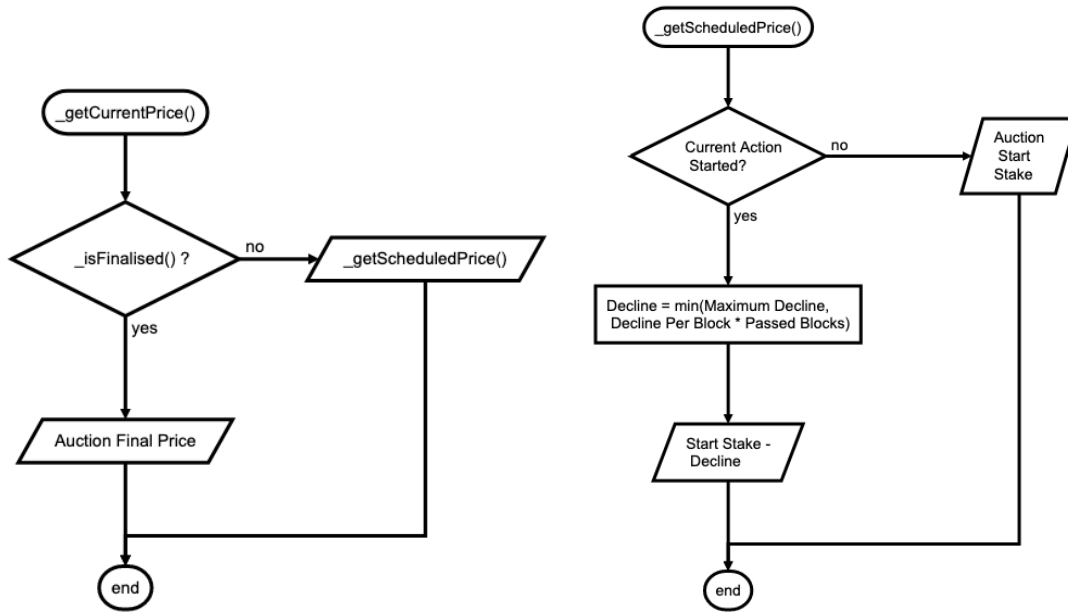 _getCurrentPrice()
_isFinalised() ?
no
_getScheduledPrice()
yes
Auction Final Price
end
_getScheduledPrice()
Current Action
Started?
no
Auction
Start
Stake
yes
Decline = min(Maximum Decline,
Decline Per Block * Passed Blocks)
Start Stake -
Decline
end